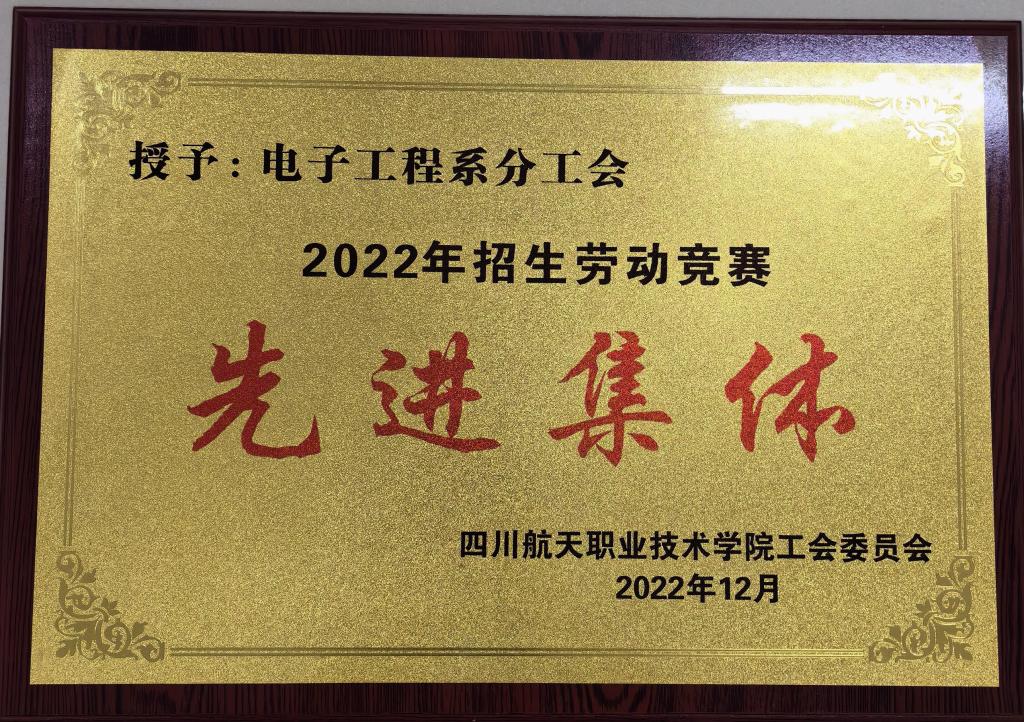 授予：电子工程系分工会
2022年招生劳动竞赛
先进集体
四川航天职业技术学院工会委员会
2022年12月